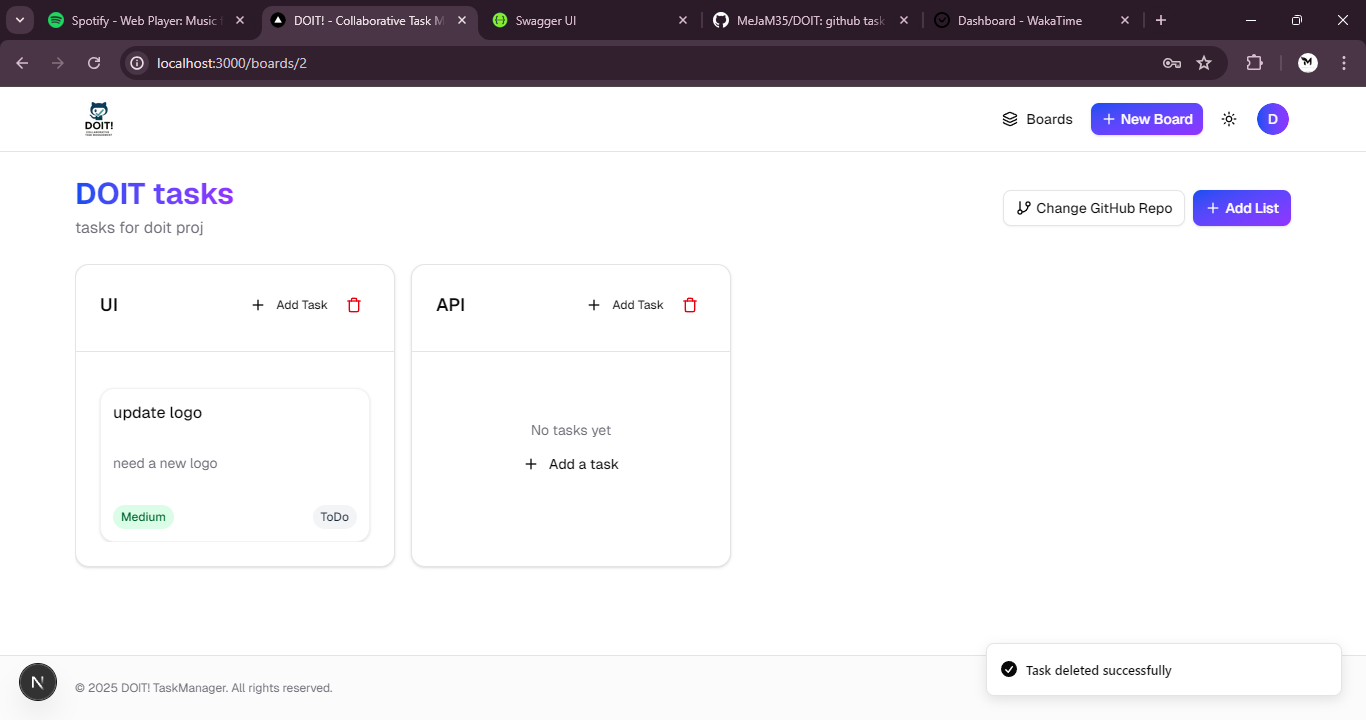 Spotify - Web Player: Music
DOIT! - Collaborative Task M
Swagger UI
MeJaM35/DOIT: github task
Dashboard - WakaTime
localhost:3000/boards/2
DOIT!
Boards
New Board
D
DOIT tasks
tasks for doit proj
Change GitHub Repo
Add List
UI
Add Task
API
Add Task
update logo
need a new logo
Medium
ToDo
No tasks yet
Add a task
Task deleted successfully
N
© 2025 DOIT! TaskManager. All rights reserved.